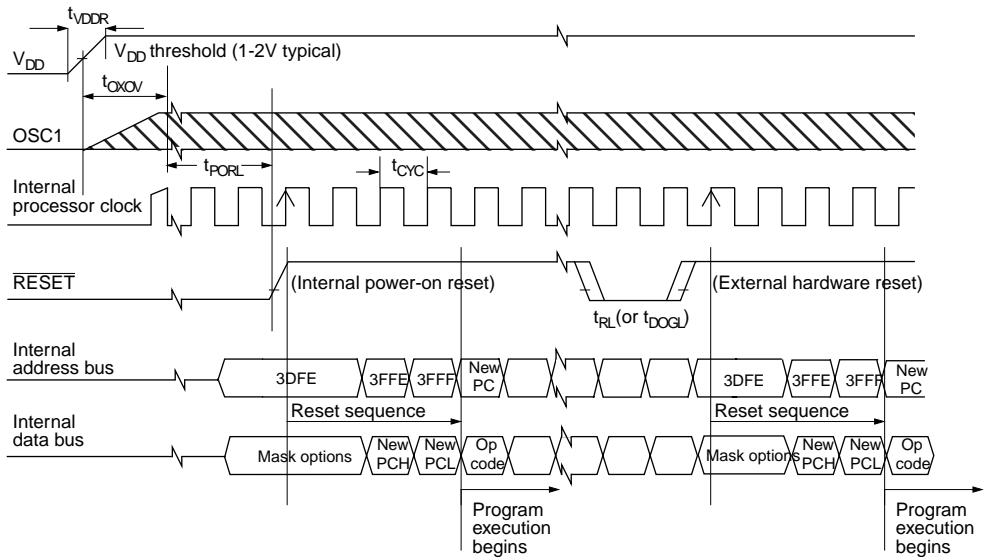 tVDDR
VDD
VDD threshold (1-2V typical)
tOXOV
OSC1
tPORL
tCYC
Internal
processor clock
RESET
(Internal power-on reset)
(External hardware reset)
tRL(or tDOGL)
Internal
address bus
3DFE
3FFE
3FFF
New
PC
3DFE
3FFE
3FFF
New
PC
Reset sequence
Reset sequence
Internal
data bus
Mask options
New
PCH
New
PCL
Op
code
Mask options
New
PCH
New
PCL
Op
code
Program
execution
begins
Program
execution
begins